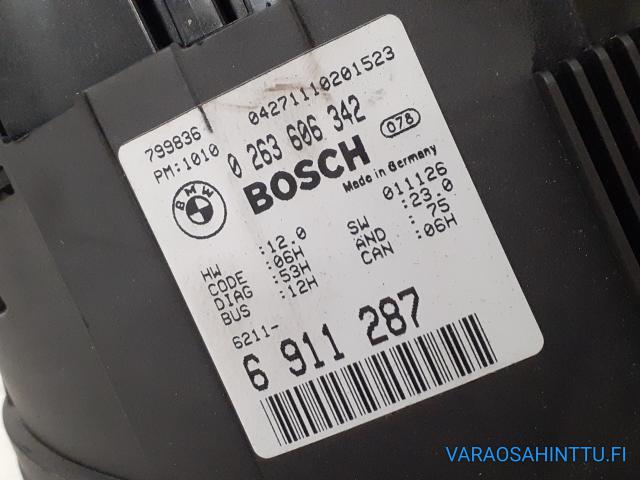 04271110201523
799836
PM:1010
0 263 606 342
078
BMW
BOSCH
Made in Germany
011126
HW :12.0 SW :23.0
CODE :06H AND : 75
DIAG :53H CAN :06H
BUS :12H
6211-
6 911 287
VARAOSAHINTTU.FI